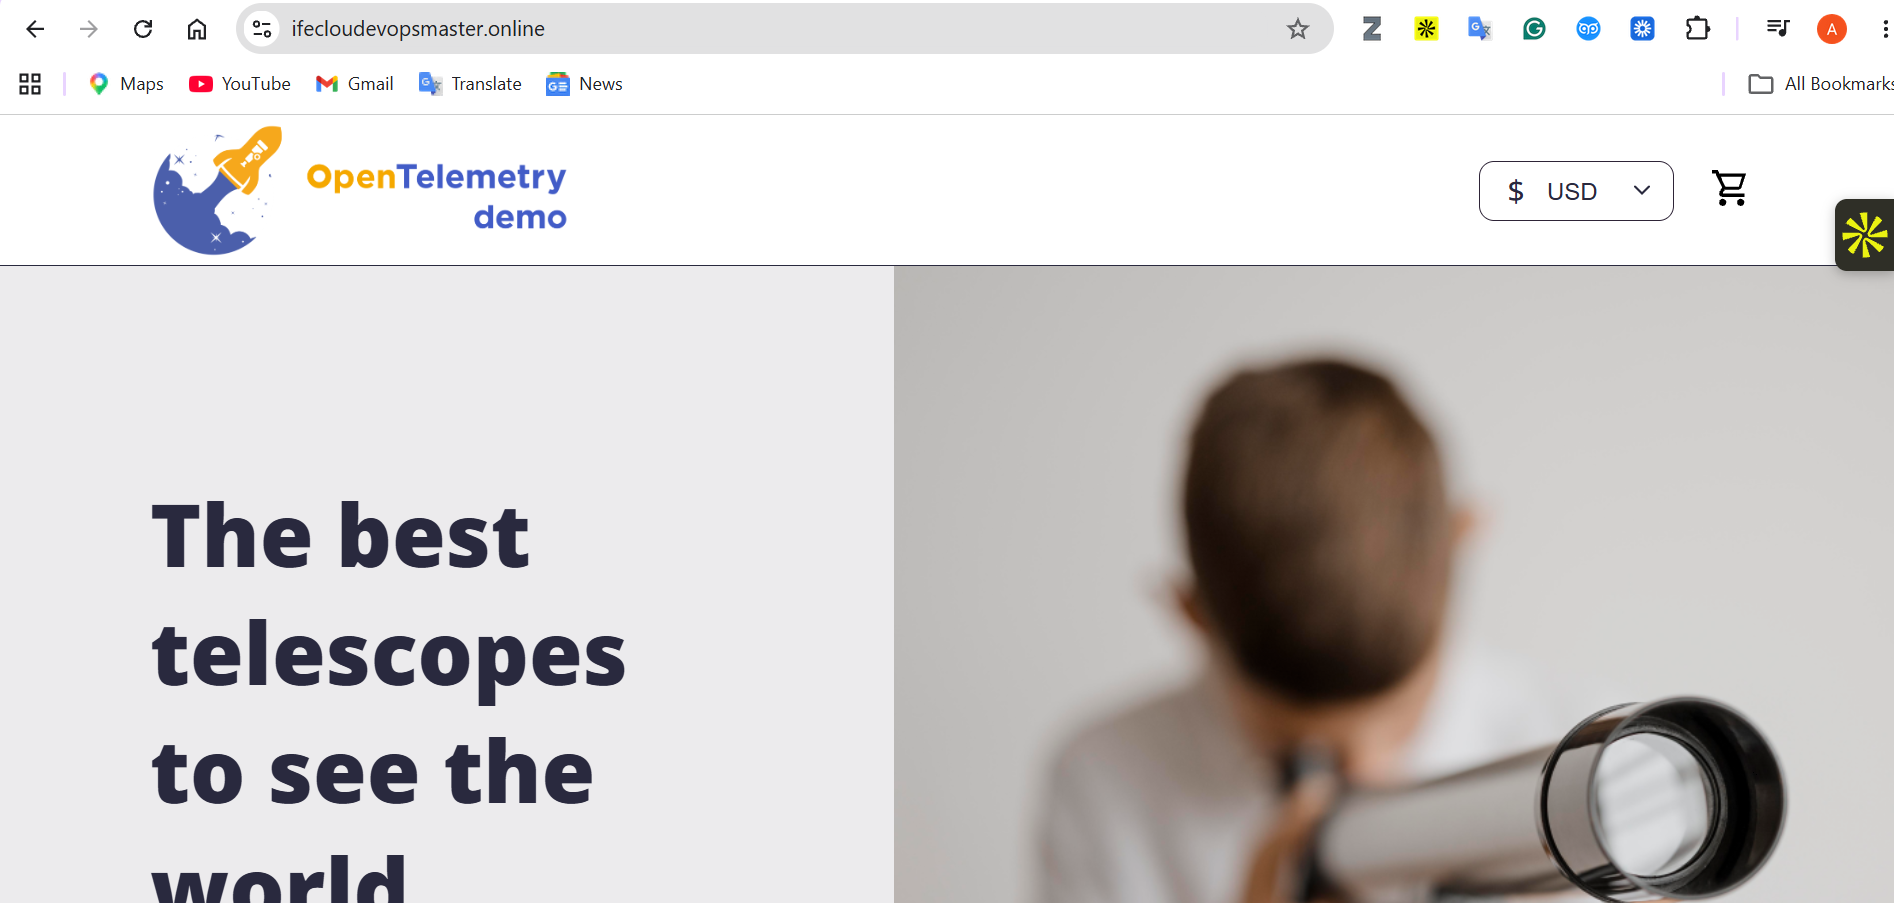 ifecloudevopsmaster.online
A
Maps YouTube Gmail Translate News All Bookmarks
OpenTelemetry
demo
$ USD
The best
telescopes
to see the
world